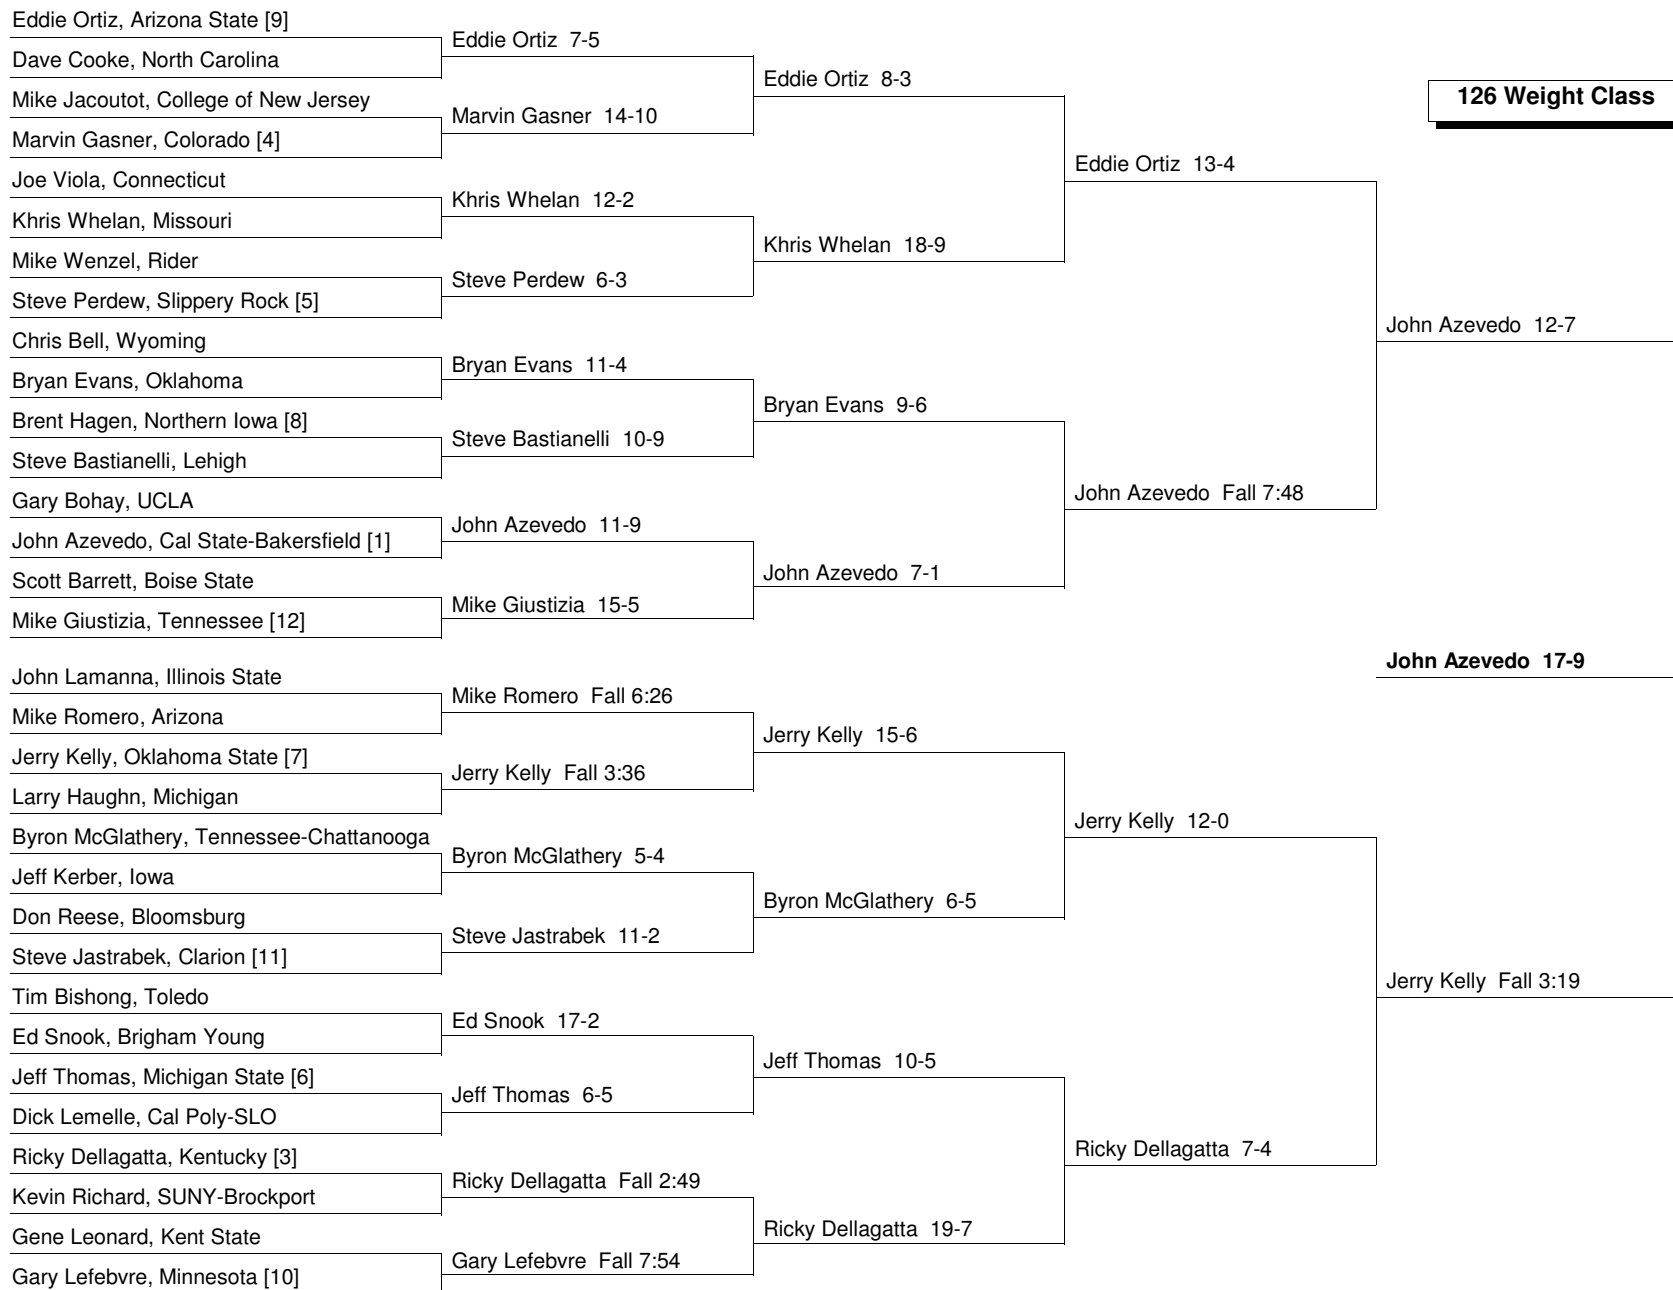 Eddie Ortiz, Arizona State [9]
Dave Cooke, North Carolina
Mike Jacoutot, College of New Jersey
Marvin Gasner, Colorado [4]
Joe Viola, Connecticut
Khris Whelan, Missouri
Mike Wenzel, Rider
Steve Perdew, Slippery Rock [5]
Chris Bell, Wyoming
Bryan Evans, Oklahoma
Brent Hagen, Northern Iowa [8]
Steve Bastianelli, Lehigh
Gary Bohay, UCLA
John Azevedo, Cal State-Bakersfield [1]
Scott Barrett, Boise State
Mike Giustizia, Tennessee [12]
John Lamanna, Illinois State
Mike Romero, Arizona
Jerry Kelly, Oklahoma State [7]
Larry Haughn, Michigan
Byron McGlathery, Tennessee-Chattanooga
Jeff Kerber, Iowa
Don Reese, Bloomsburg
Steve Jastrabek, Clarion [11]
Tim Bishong, Toledo
Ed Snook, Brigham Young
Jeff Thomas, Michigan State [6]
Dick Lemelle, Cal Poly-SLO
Ricky Dellagatta, Kentucky [3]
Kevin Richard, SUNY-Brockport
Gene Leonard, Kent State
Gary Lefebvre, Minnesota [10]
Eddie Ortiz 7-5
Marvin Gasner 14-10
Khris Whelan 12-2
Steve Perdew 6-3
Bryan Evans 11-4
Steve Bastianelli 10-9
John Azevedo 11-9
Mike Giustizia 15-5
Mike Romero Fall 6:26
Jerry Kelly Fall 3:36
Byron McGlathery 5-4
Steve Jastrabek 11-2
Ed Snook 17-2
Jeff Thomas 6-5
Ricky Dellagatta Fall 2:49
Gary Lefebvre Fall 7:54
Eddie Ortiz 8-3
Khris Whelan 18-9
Bryan Evans 9-6
John Azevedo 7-1
Jerry Kelly 15-6
Byron McGlathery 6-5
Jeff Thomas 10-5
Ricky Dellagatta 19-7
Eddie Ortiz 13-4
John Azevedo Fall 7:48
Jerry Kelly 12-0
Ricky Dellagatta 7-4
126 Weight Class
John Azevedo 12-7
John Azevedo 17-9
Jerry Kelly Fall 3:19